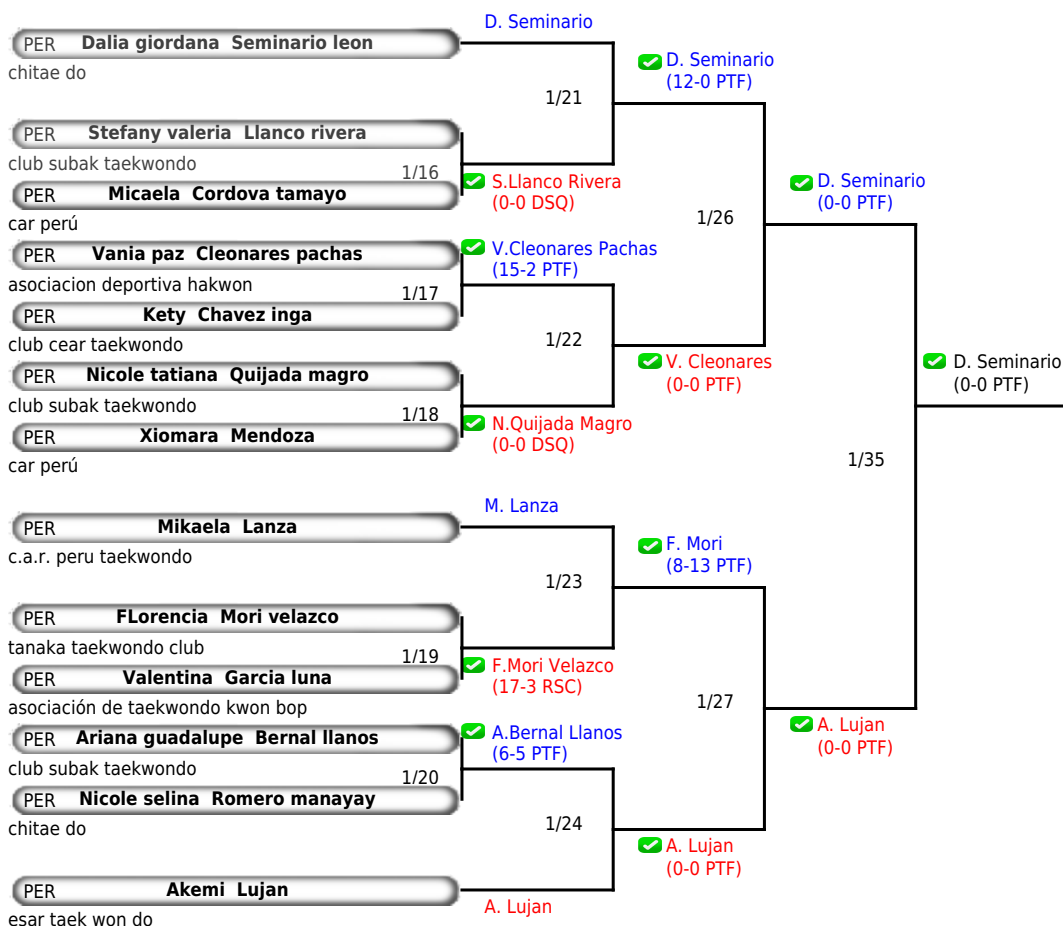 D. Seminario
PER Dalia giordana Seminario leon
chitae do
D. Seminario
(12-0 PTF)
1/21
PER Stefany valeria Llanco rivera
club subak taekwondo
1/16
S.Llanco Rivera
(0-0 DSQ)
PER Micaela Cordova tamayo
car perú
D. Seminario
(0-0 PTF)
1/26
PER Vania paz Cleonares pachas
asociacion deportiva hakwon
V.Cleonares Pachas
(15-2 PTF)
1/17
PER Kety Chavez inga
club cear taekwondo
1/22
V. Cleonares
(0-0 PTF)
D. Seminario
(0-0 PTF)
PER Nicole tatiana Quijada magro
club subak taekwondo
1/18
N.Quijada Magro
(0-0 DSQ)
PER Xiomara Mendoza
car perú
1/35
M. Lanza
PER Mikaela Lanza
c.a.r. peru taekwondo
F. Mori
(8-13 PTF)
1/23
PER FLorencia Mori velazco
tanaka taekwondo club
1/19
F.Mori Velazco
(17-3 RSC)
PER Valentina Garcia luna
asociación de taekwondo kwon bop
1/27
PER Ariana guadalupe Bernal llanos
club subak taekwondo
A.Bernal Llanos
(6-5 PTF)
A. Lujan
(0-0 PTF)
1/20
PER Nicole selina Romero manayay
chitae do
1/24
A. Lujan
(0-0 PTF)
PER Akemi Lujan
esar taek won do
A. Lujan